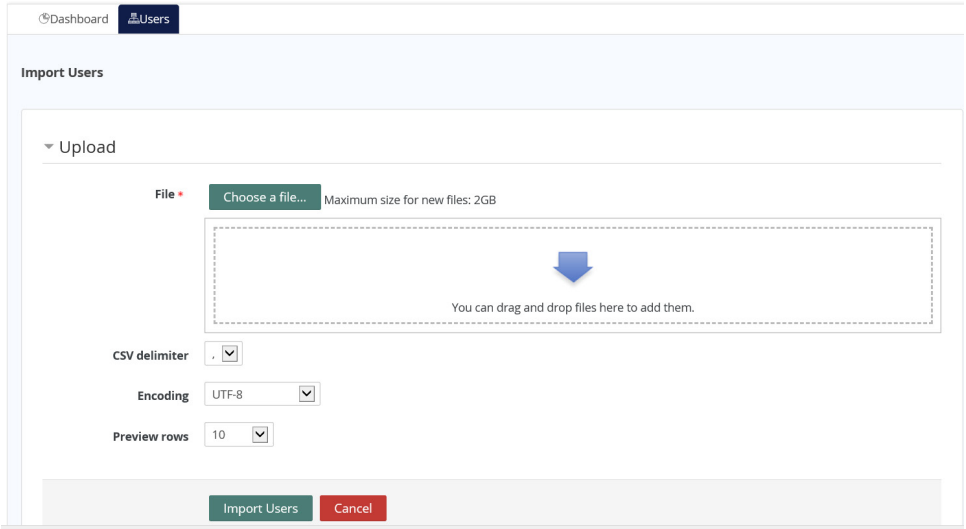 Dashboard Users
Import Users
Upload
File * Choose a file... Maximum size for new files: 2GB
You can drag and drop files here to add them.
CSV delimiter ,
Encoding UTF-8
Preview rows 10
Import Users Cancel